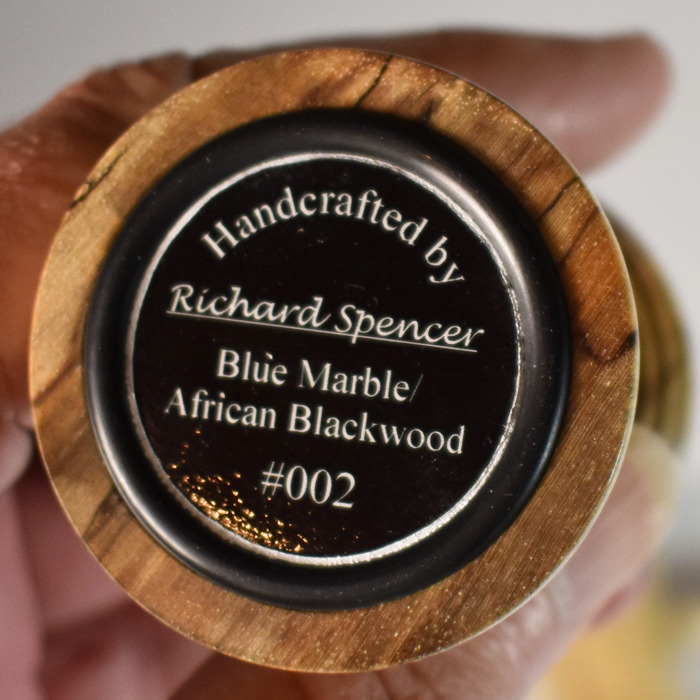 Handcrafted by
Richard Spencer
Blue Marble/
African Blackwood
#002